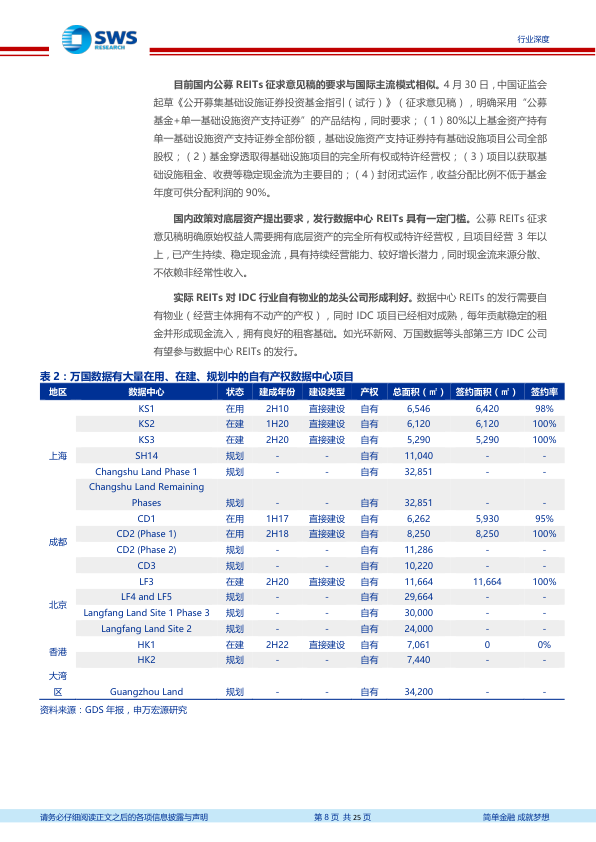 SWS
RESEARCH
行业深度
目前国内公募 REITs 征求意见稿的要求与国际主流模式相似。4 月 30 日，中国证监会
起草《公开募集基础设施证券投资基金指引（试行）》（征求意见稿），明确采用“公募
基金+单一基础设施资产支持证券”的产品结构，同时要求；（1）80%以上基金资产持有
单一基础设施资产支持证券全部份额，基础设施资产支持证券持有基础设施项目公司全部
股权；（2）基金穿透取得基础设施项目的完全所有权或特许经营权；（3）项目以获取基
础设施租金、收费等稳定现金流为主要目的；（4）封闭式运作，收益分配比例不低于基金
年度可供分配利润的 90%。
国内政策对底层资产提出要求，发行数据中心 REITs 具有一定门槛。公募 REITs 征求
意见稿明确原始权益人需要拥有底层资产的完全所有权或特许经营权，且项目经营 3 年以
上，已产生持续、稳定现金流，具有持续经营能力、较好增长潜力，同时现金流来源分散、
不依赖非经常性收入。
实际 REITs 对 IDC 行业自有物业的龙头公司形成利好。数据中心 REITs 的发行需要自
有物业（经营主体拥有不动产的产权），同时 IDC 项目已经相对成熟，每年贡献稳定的租
金并形成现金流入，拥有良好的租客基础。如光环新网、万国数据等头部第三方 IDC 公司
有望参与数据中心 REITs 的发行。
表 2：万国数据有大量在用、在建、规划中的自有产权数据中心项目
地区 数据中心 状态 建成年份 建设类型 产权 总面积（㎡） 签约面积（㎡） 签约率
KS1 在用 2H10 直接建设 自有 6,546 6,420 98%
KS2 在建 1H20 直接建设 自有 6,120 6,120 100%
KS3 在建 2H20 直接建设 自有 5,290 5,290 100%
上海 SH14 规划 - - 自有 11,040 - -
Changshu Land Phase 1 规划 - - 自有 32,851 - -
Changshu Land Remaining
Phases 规划 - - 自有 32,851 - -
CD1 在用 1H17 直接建设 自有 6,262 5,930 95%
成都 CD2 (Phase 1) 在用 2H18 直接建设 自有 8,250 8,250 100%
CD2 (Phase 2) 规划 - - 自有 11,286 - -
CD3 规划 - - 自有 10,220 - -
LF3 在建 2H20 直接建设 自有 11,664 11,664 100%
北京 LF4 and LF5 规划 - - 自有 29,664 - -
Langfang Land Site 1 Phase 3 规划 - - 自有 30,000 - -
Langfang Land Site 2 规划 - - 自有 24,000 - -
香港 HK1 在建 2H22 直接建设 自有 7,061 0 0%
HK2 规划 - - 自有 7,440 - -
大湾
区 Guangzhou Land 规划 - - 自有 34,200 - -
资料来源：GDS 年报，申万宏源研究
请务必仔细阅读正文之后的各项信息披露与声明 第 8 页 共 25 页 简单金融 成就梦想